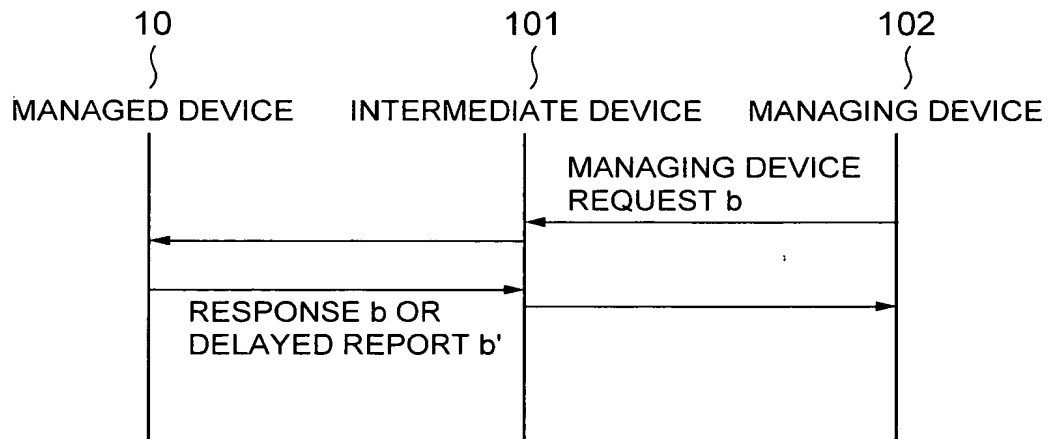 10 101 102
MANAGED DEVICE INTERMEDIATE DEVICE MANAGING DEVICE
MANAGING DEVICE
REQUEST b
RESPONSE b OR
DELAYED REPORT b'